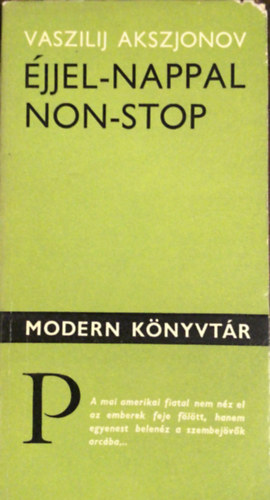 VASZILIJ AKSZJONOV
ÉJJEL-NAPPAL
NON-STOP
MODERN KÖNYVTÁR
P
A mai amerikai fiatal nem néz el
az emberek feje fölött, hanem
egyenest belenéz a szembejövők
arcába,..